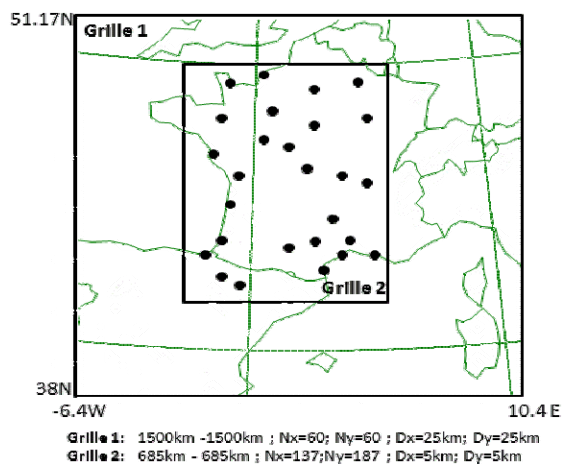 51.17N
Grille 1
Grille 2
38N
-6.4W
10.4 E
Grille 1: 1500km -1500km ; Nx=60; Ny=60 ; Dx=25km; Dy=25km
Grille 2: 685km - 685km ; Nx=137;Ny=187 ; Dx=5km; Dy=5km